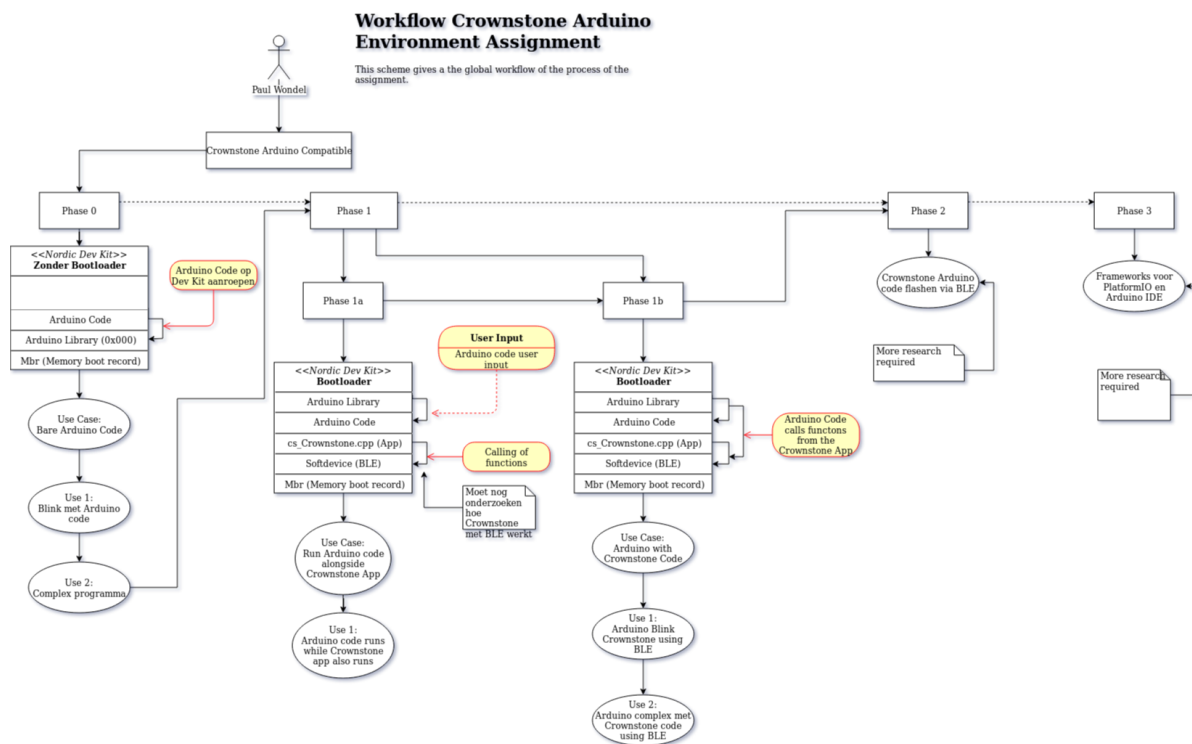 Workflow Crownstone Arduino
Environment Assignment
This scheme gives a the global workflow of the process of the
assignment.
Paul Wondel
Crownstone Arduino Compatible
Phase 0
Phase 1
Phase 2
Phase 3
<<Nordic Dev Kit>>
Zonder Bootloader
Arduino Code
Arduino Library (0x000)
Mbr (Memory boot record)
Arduino Code op
Dev Kit aanroepen
Use Case:
Bare Arduino Code
Use 1:
Blink met Arduino
code
Use 2:
Complex programma
Phase 1a
Phase 1b
<<Nordic Dev Kit>>
Bootloader
Arduino Library
Arduino Code
cs_Crownstone.cpp (App)
Softdevice (BLE)
Mbr (Memory boot record)
User Input
Arduino code user
input
Calling of
functions
Moet nog
onderzoeken
hoe
Crownstone
met BLE werkt
Use Case:
Run Arduino code
alongside
Crownstone App
Use 1:
Arduino code runs
while Crownstone
app also runs
<<Nordic Dev Kit>>
Bootloader
Arduino Library
Arduino Code
cs_Crownstone.cpp (App)
Softdevice (BLE)
Mbr (Memory boot record)
Arduino Code
calls functons
from the
Crownstone App
Use Case:
Arduino with
Crownstone Code
Use 1:
Arduino Blink
Crownstone using
BLE
Use 2:
Arduino complex met
Crownstone code
using BLE
Crownstone Arduino
code flashen via BLE
More research
required
Frameworks voor
PlatformIO en
Arduino IDE
More research
required